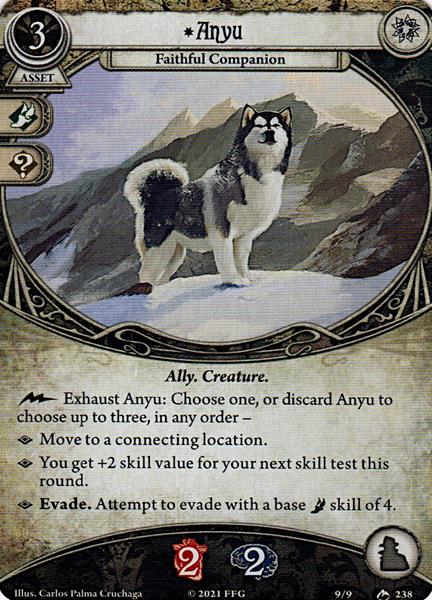 3
*Anyu
ASSET
Faithful Companion
?
Ally. Creature.
Exhaust Anyu: Choose one, or discard Anyu to
choose up to three, in any order –
Move to a connecting location.
You get +2 skill value for your next skill test this
round.
Evade. Attempt to evade with a base skill of 4.
2 2
Illus. Carlos Palma Cruchaga © 2021 FFG 9/9 238